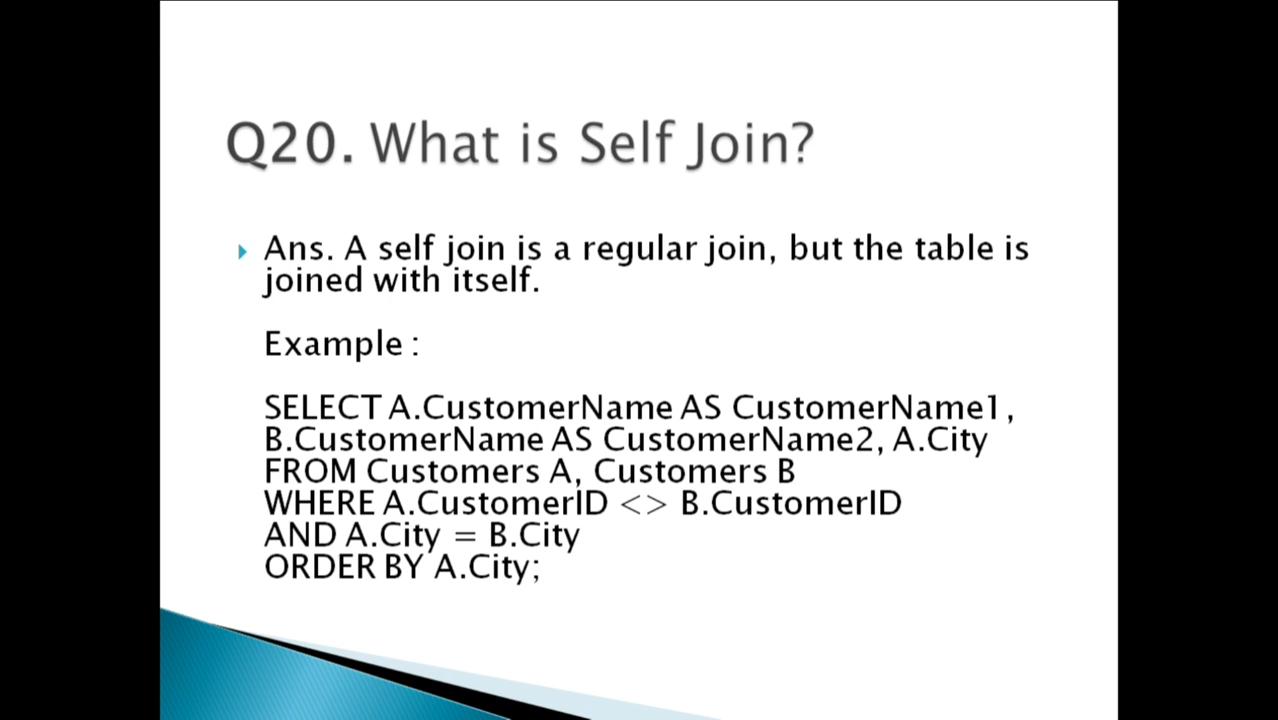 Q20. What is Self Join?
Ans. A self join is a regular join, but the table is
joined with itself.
Example :
SELECT A.CustomerName AS CustomerName1,
B.CustomerName AS CustomerName2, A.City
FROM Customers A, Customers B
WHERE A.CustomerID <> B.CustomerID
AND A.City = B.City
ORDER BY A.City;